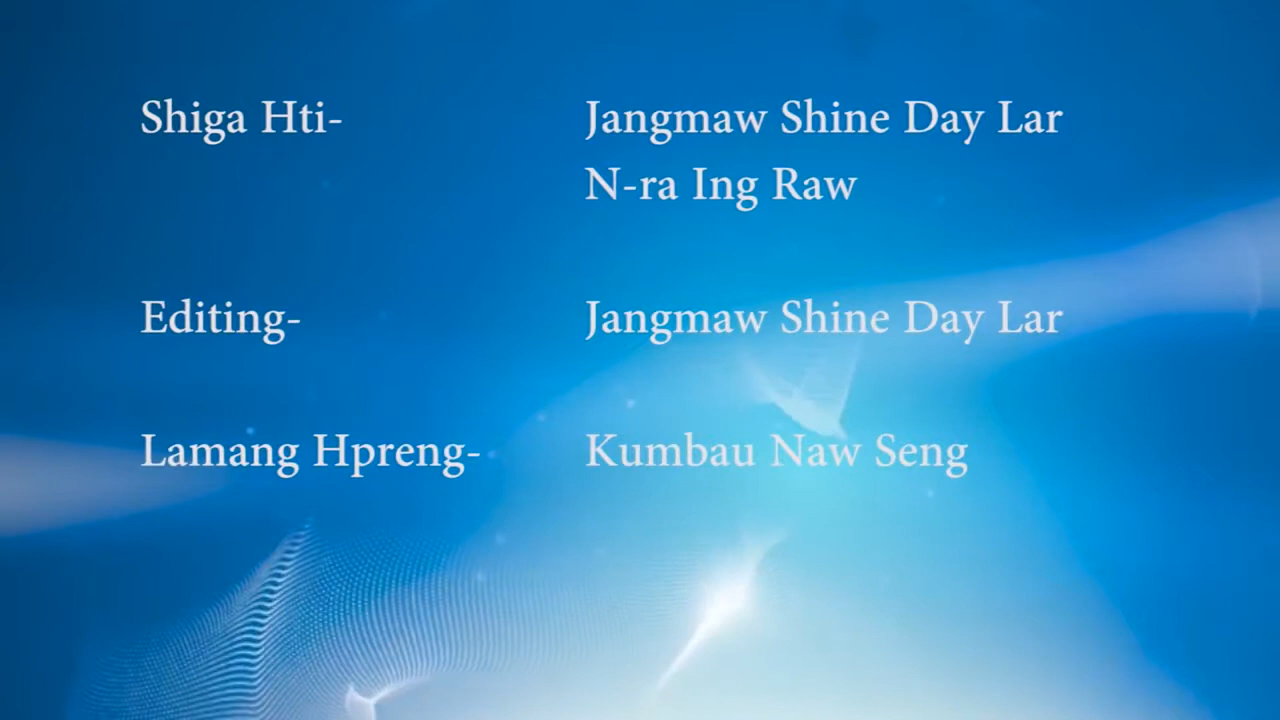 Shiga Hti- Jangmaw Shine Day Lar
N-ra Ing Raw
Editing- Jangmaw Shine Day Lar
Lamang Hpreng- Kumbau Naw Seng